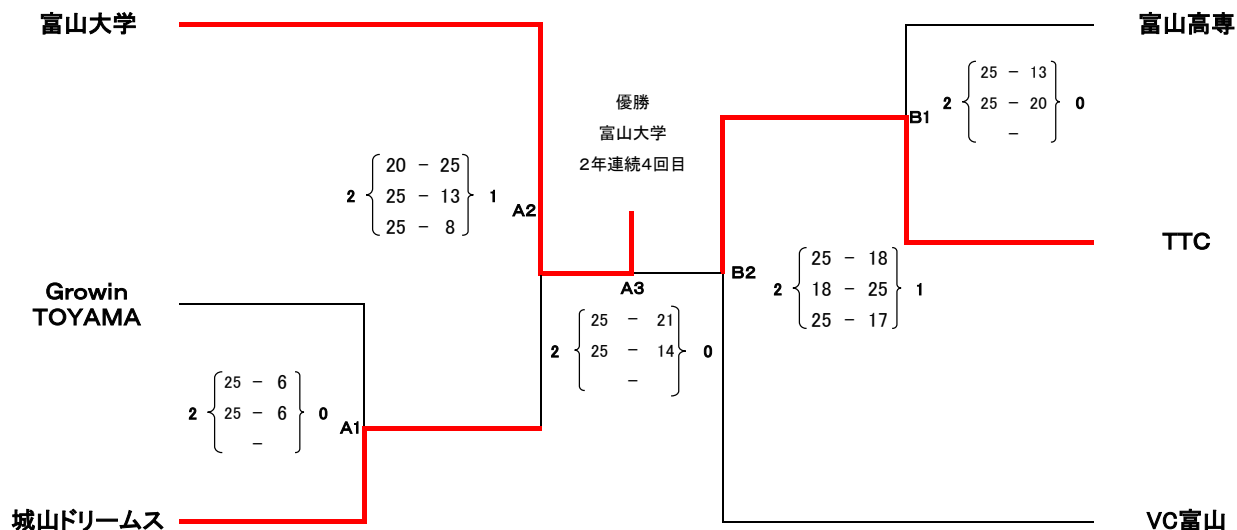 富山大学
富山高専
25 - 13
2 25 - 20 0
-
優勝
富山大学
2年連続4回目
B1
20 - 25
2 25 - 13 1
25 - 8
A2
TTC
25 - 18
2 18 - 25 1
25 - 17
B2
A3
Growin
TOYAMA
25 - 21
2 25 - 14 0
-
25 - 6
2 25 - 6 0
-
A1
城山ドリームス
VC富山